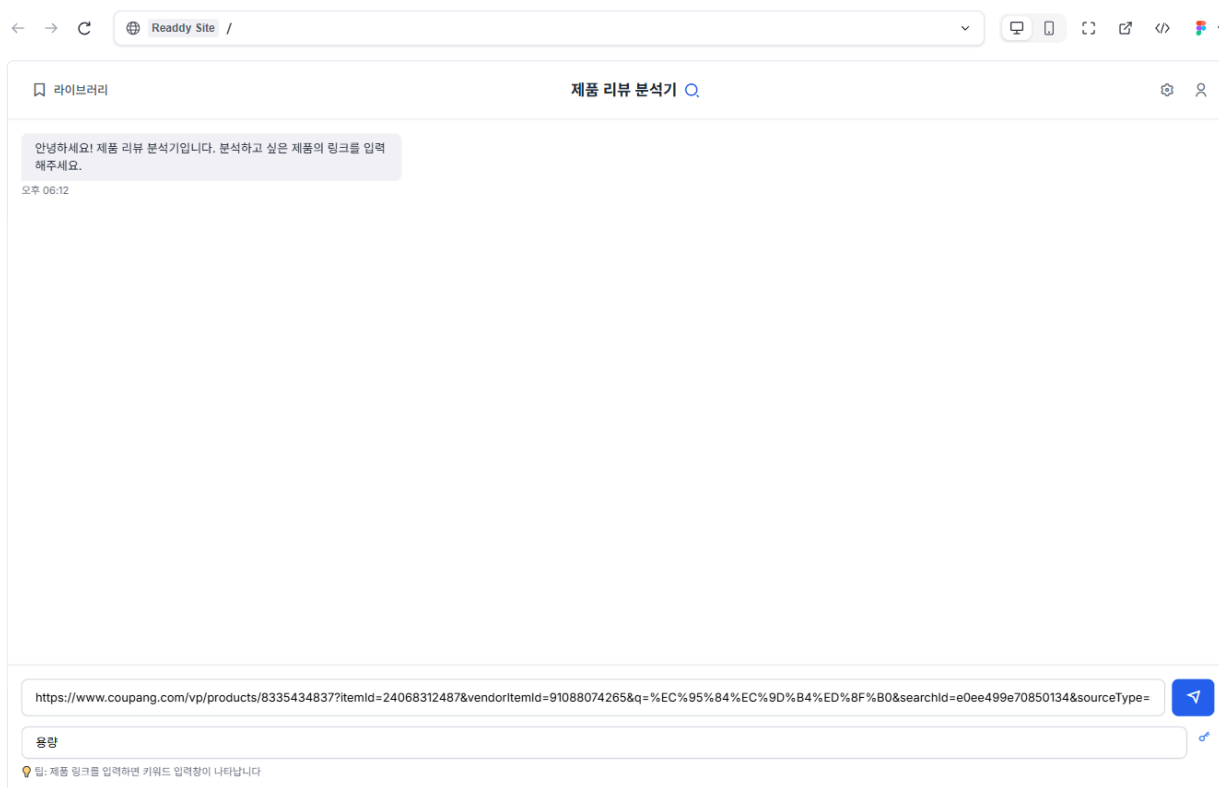 Readdy Site /
라이브러리
제품 리뷰 분석기
안녕하세요! 제품 리뷰 분석기입니다. 분석하고 싶은 제품의 링크를 입력
해주세요.
오후 06:12
https://www.coupang.com/vp/products/8335434837?itemId=24068312487&vendorItemId=91088074265&q=%EC%95%84%EC%9D%B4%ED%8F%B0&searchId=e0ee499e70850134&sourceType=
용량
팁: 제품 링크를 입력하면 키워드 입력창이 나타납니다